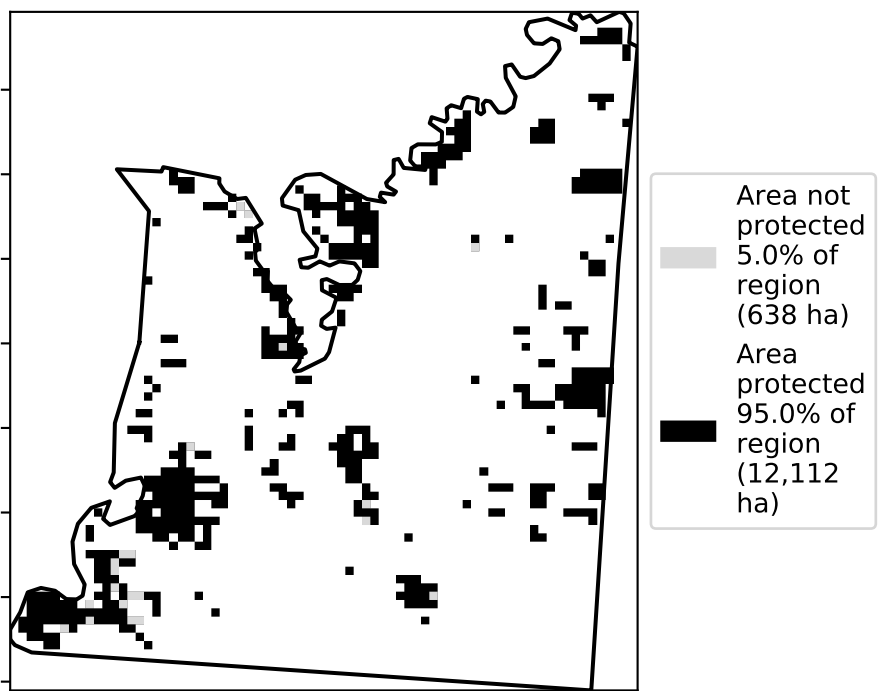 Area not
protected
5.0% of
region
(638 ha)
Area
protected
95.0% of
region
(12,112
ha)